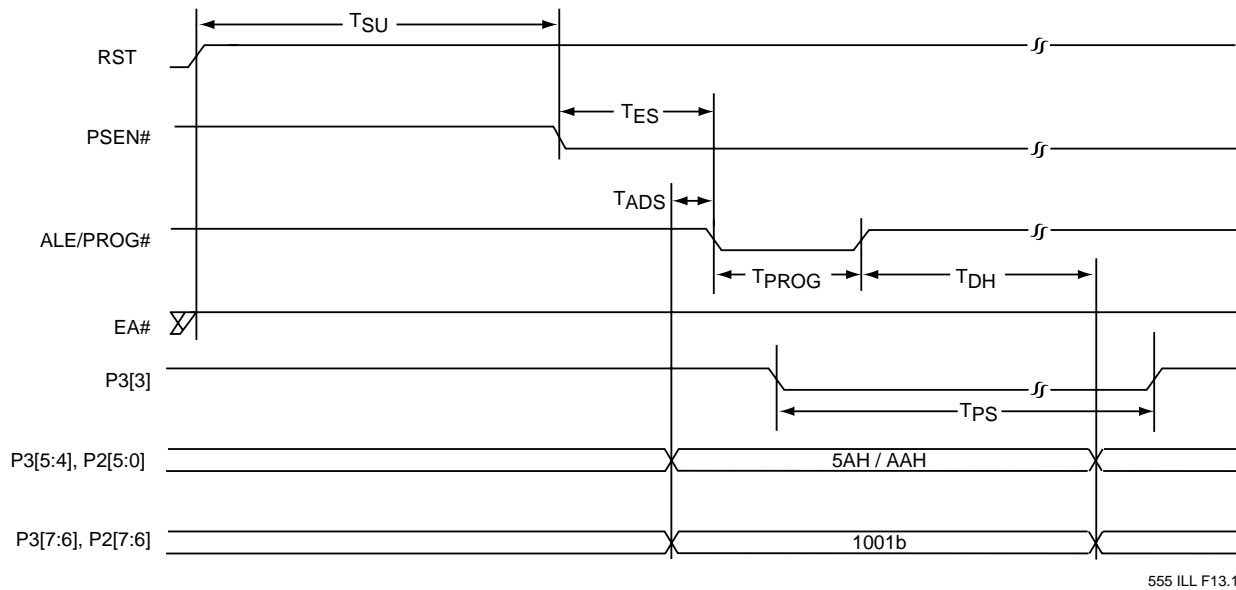 TSU
RST
TES
PSEN#
TADS
ALE/PROG#
TPROG
TDH
EA#
P3[3]
TPS
P3[5:4], P2[5:0]
5AH / AAH
P3[7:6], P2[7:6]
1001b
555 ILL F13.1